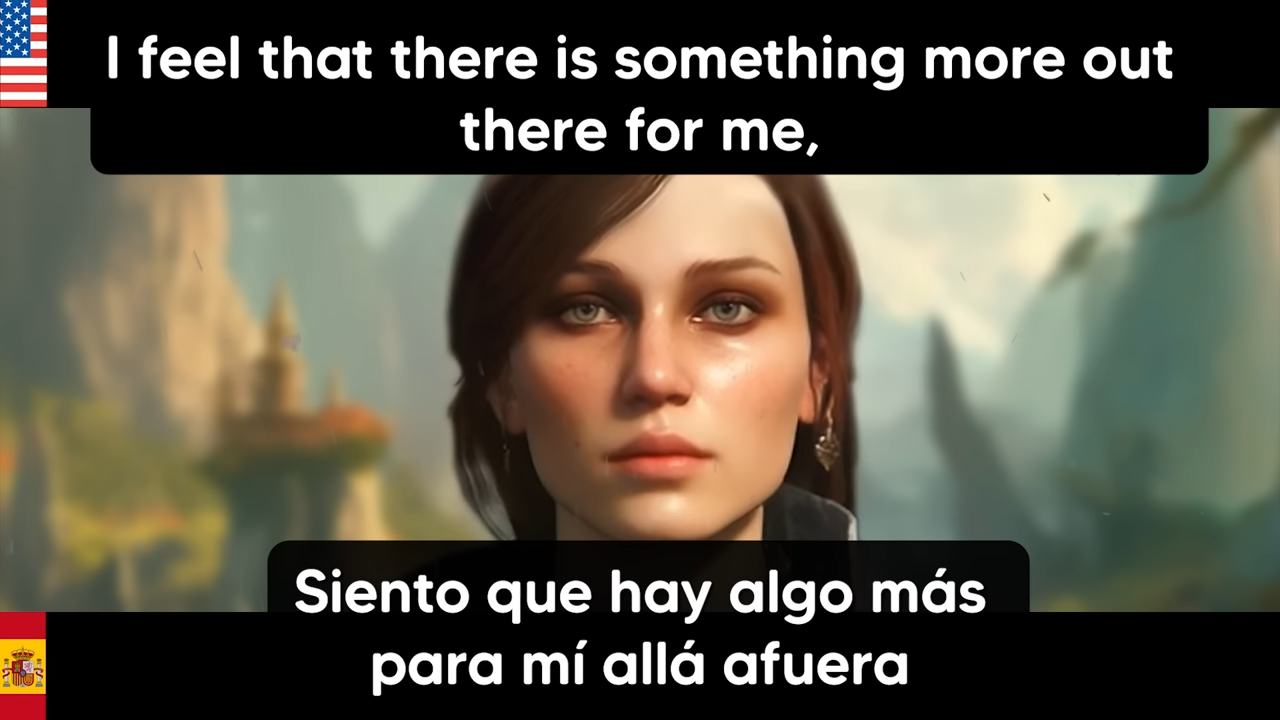 I feel that there is something more out
there for me,
Siento que hay algo más
para mí allá afuera